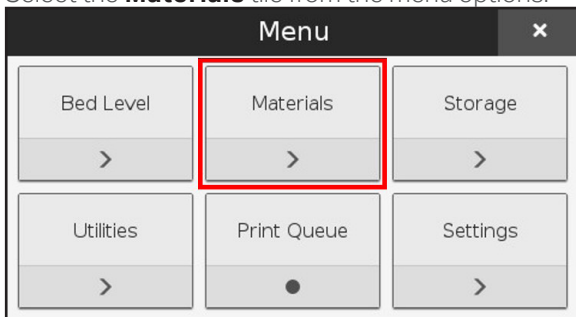 Select the Materials tile from the menu options.
Menu ×
Bed Level Materials Storage
> > >
Utilities Print Queue Settings
> ● >